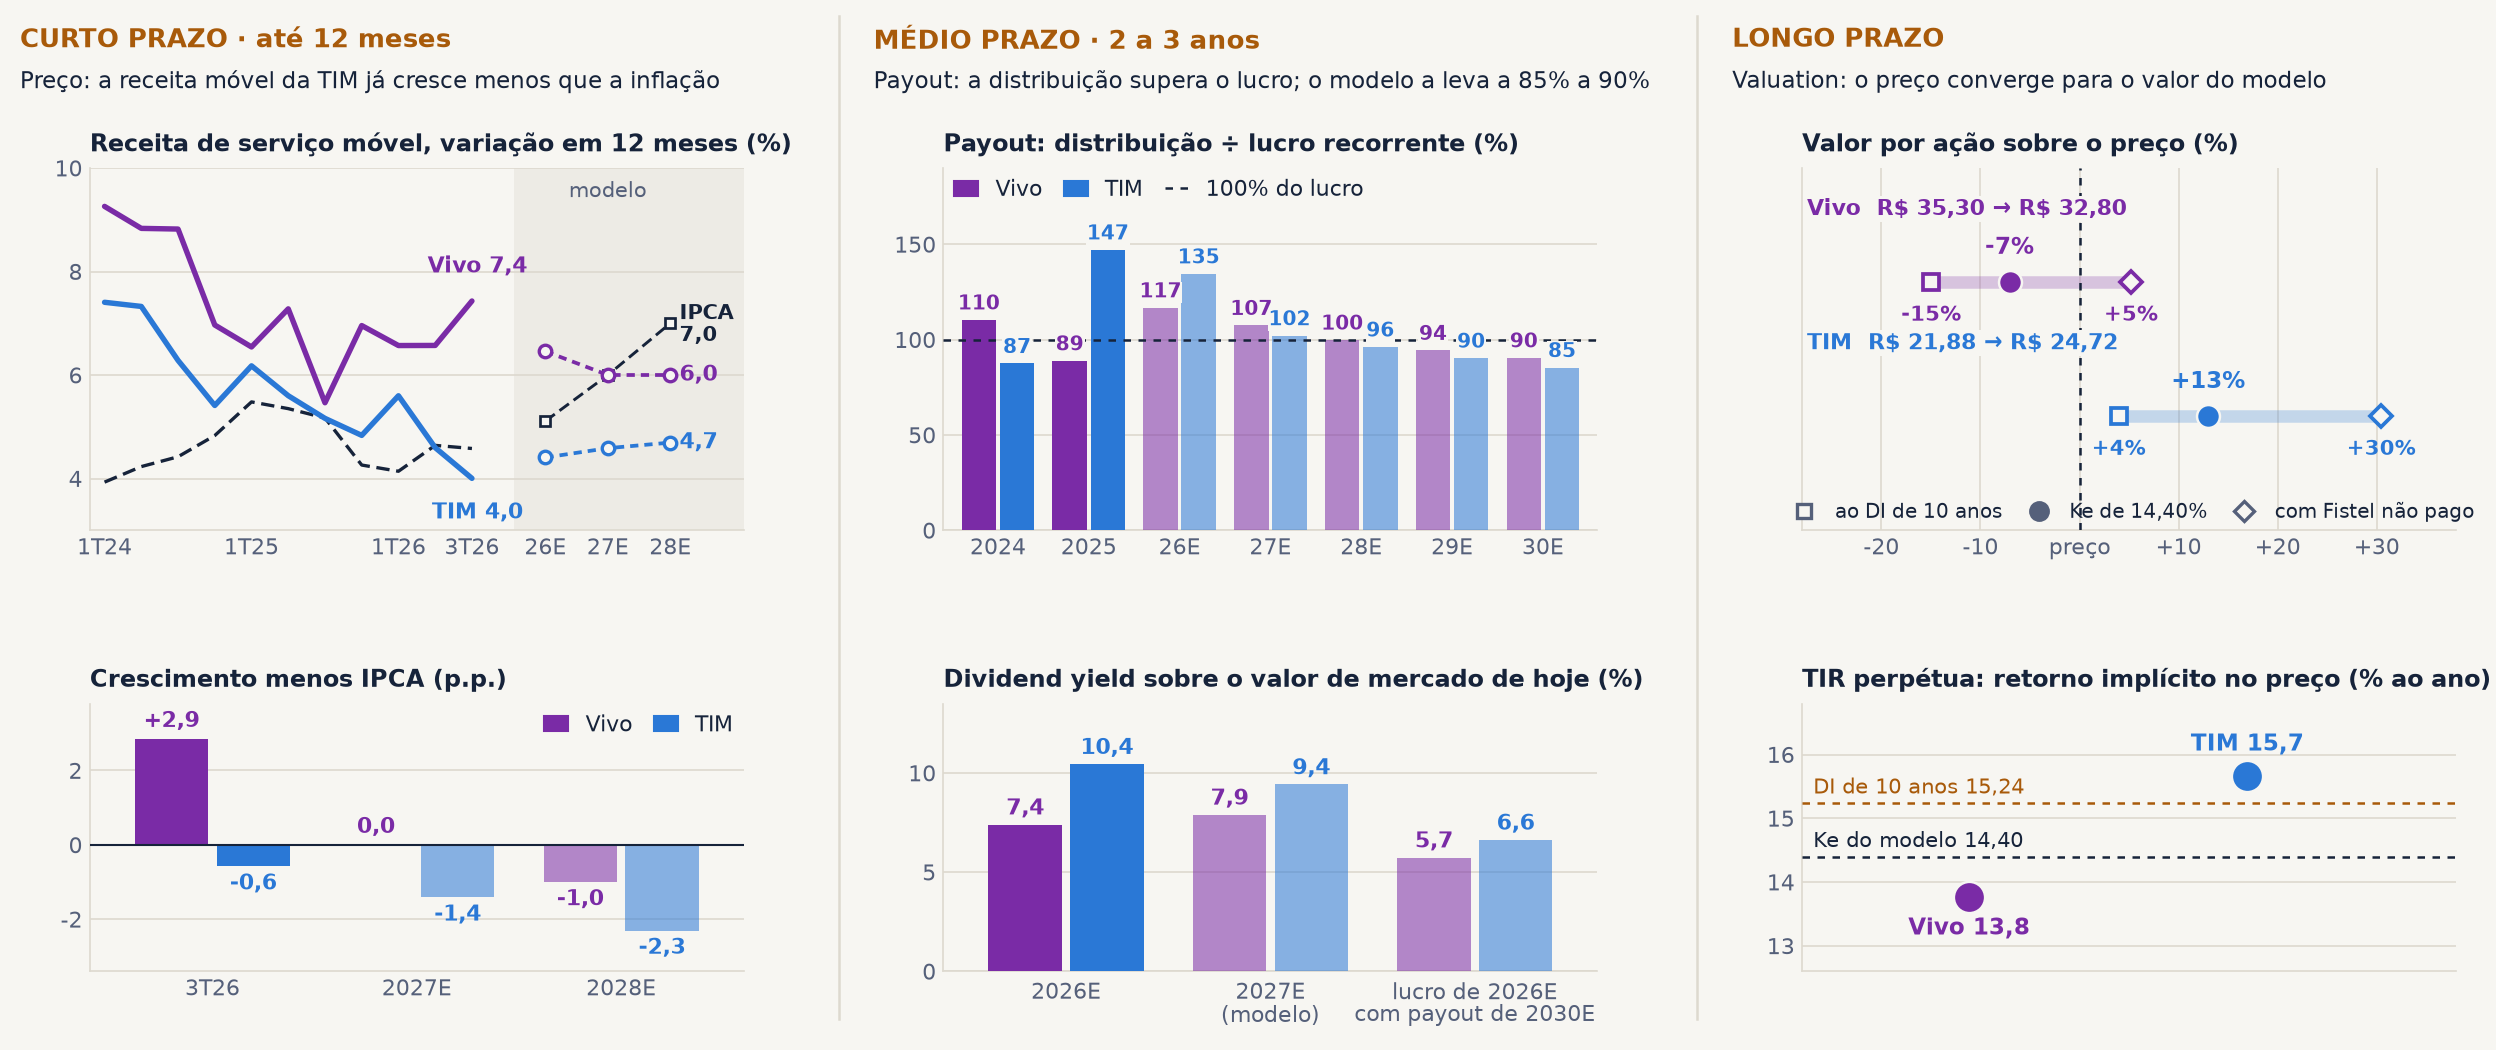 CURTO PRAZO · até 12 meses
Preço: a receita móvel da TIM já cresce menos que a inflação
Receita de serviço móvel, variação em 12 meses (%)
10
8
6
4
modelo
Vivo 7,4
IPCA
7,0
6,0
4,7
TIM 4,0
1T24
1T25
1T26
3T26
26E
27E
28E
Crescimento menos IPCA (p.p.)
Vivo
TIM
2
0
-2
+2,9
-0,6
0,0
-1,4
-1,0
-2,3
3T26
2027E
2028E
MÉDIO PRAZO · 2 a 3 anos
Payout: a distribuição supera o lucro; o modelo a leva a 85% a 90%
Payout: distribuição ÷ lucro recorrente (%)
Vivo
TIM
100% do lucro
150
100
50
0
110
87
89
147
117
135
107
102
100
96
94
90
90
85
2024
2025
26E
27E
28E
29E
30E
Dividend yield sobre o valor de mercado de hoje (%)
10
5
0
7,4
10,4
7,9
9,4
5,7
6,6
2026E
2027E
(modelo)
lucro de 2026E
com payout de 2030E
LONGO PRAZO
Valuation: o preço converge para o valor do modelo
Valor por ação sobre o preço (%)
Vivo R$ 35,30 → R$ 32,80
-7%
-15%
+5%
TIM R$ 21,88 → R$ 24,72
+13%
+4%
+30%
ao DI de 10 anos
Ke de 14,40%
com Fistel não pago
-20
-10
preço
+10
+20
+30
TIR perpétua: retorno implícito no preço (% ao ano)
16
15
14
13
TIM 15,7
DI de 10 anos 15,24
Ke do modelo 14,40
Vivo 13,8